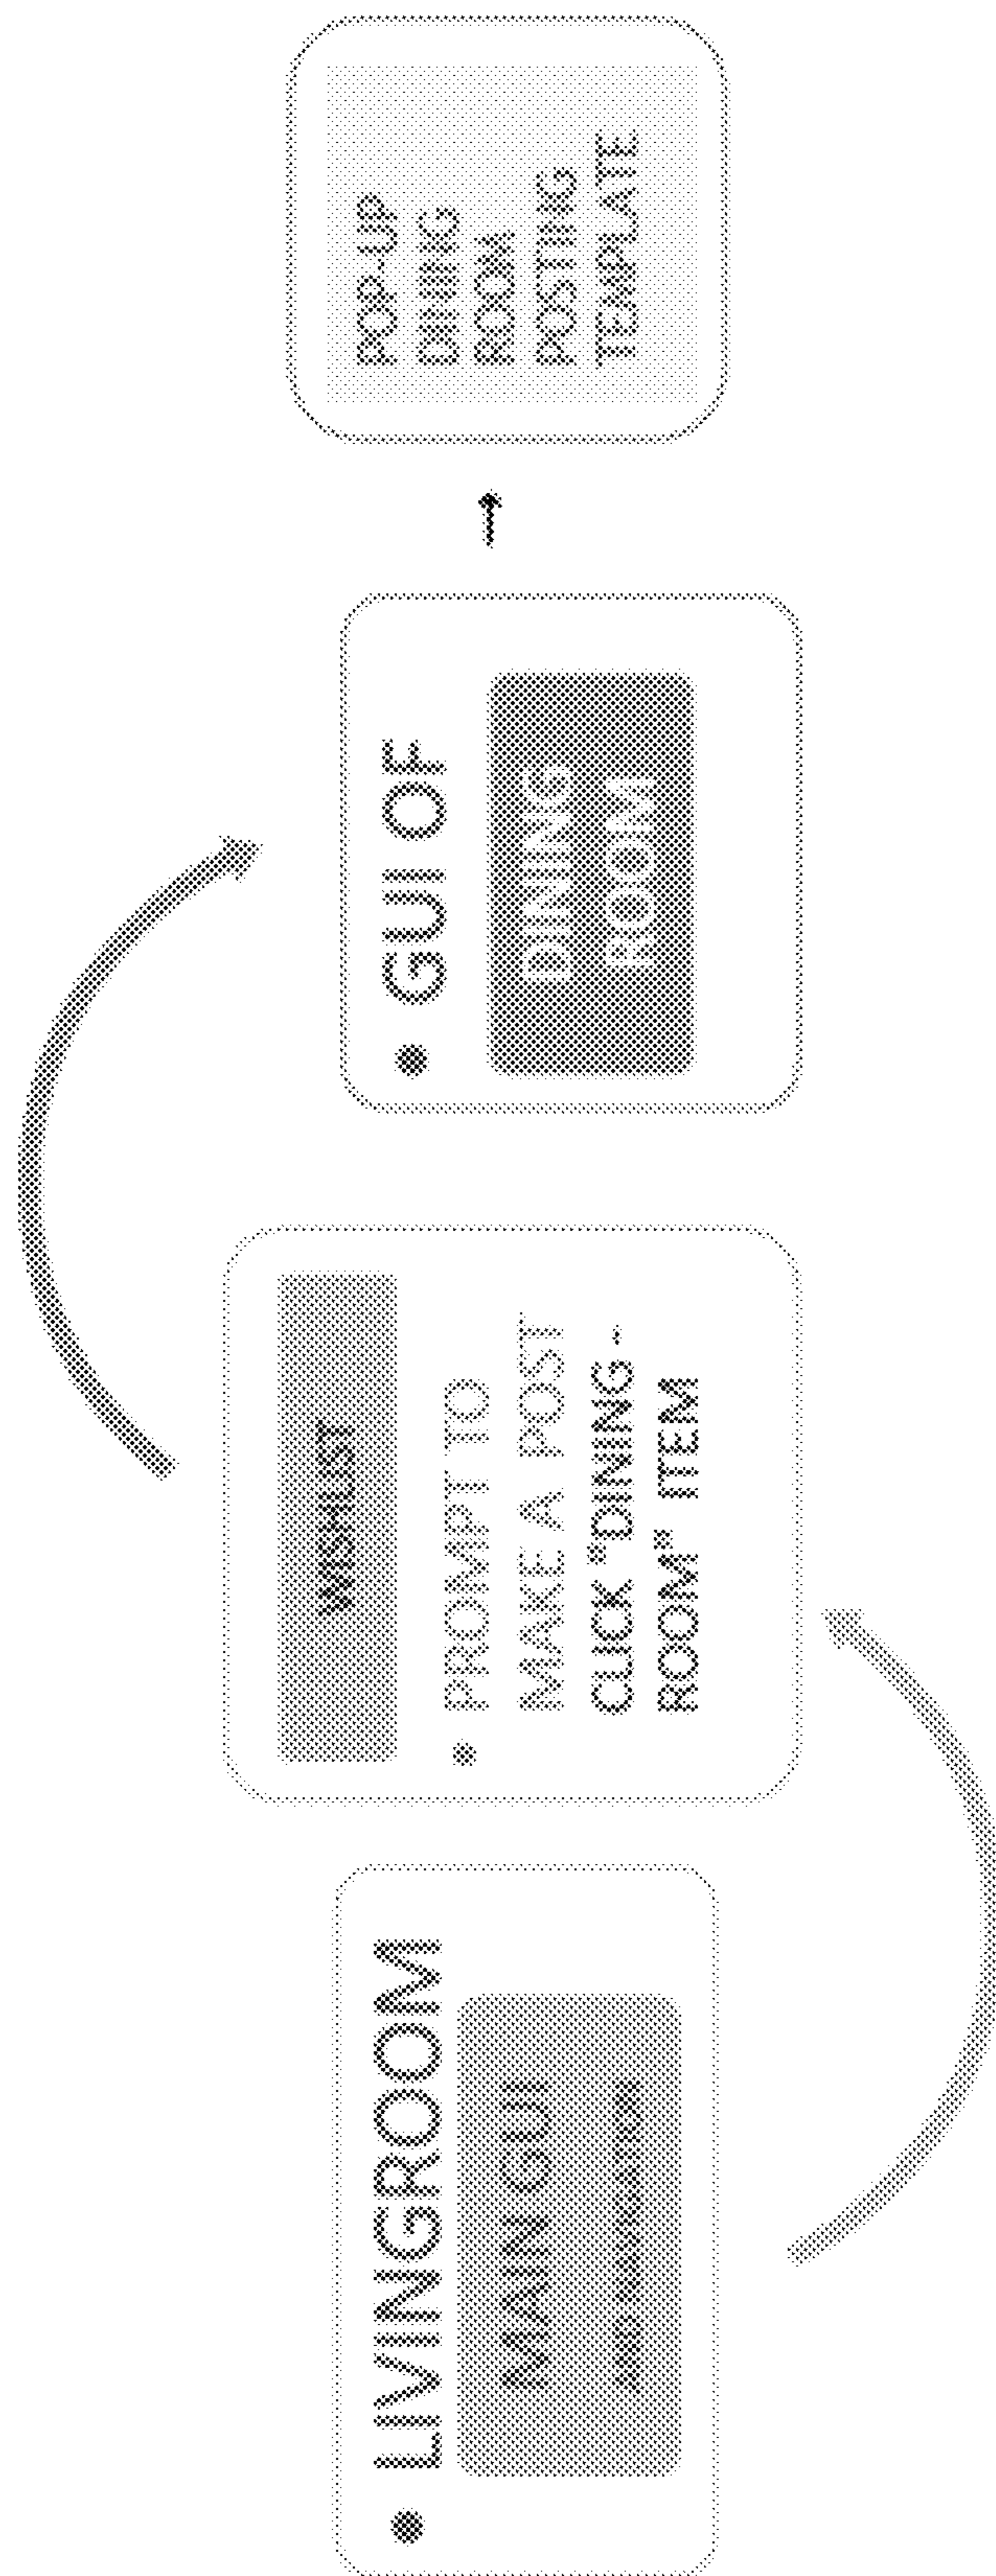 • LIVINGROOM
MAIN GUI
WISHLIST
• PROMPT TO
MAKE A POST
CLICK "DINING -
ROOM" ITEM
• GUI OF
DINING
ROOM
POP-UP
DINING
ROOM
POSTING
TEMPLATE